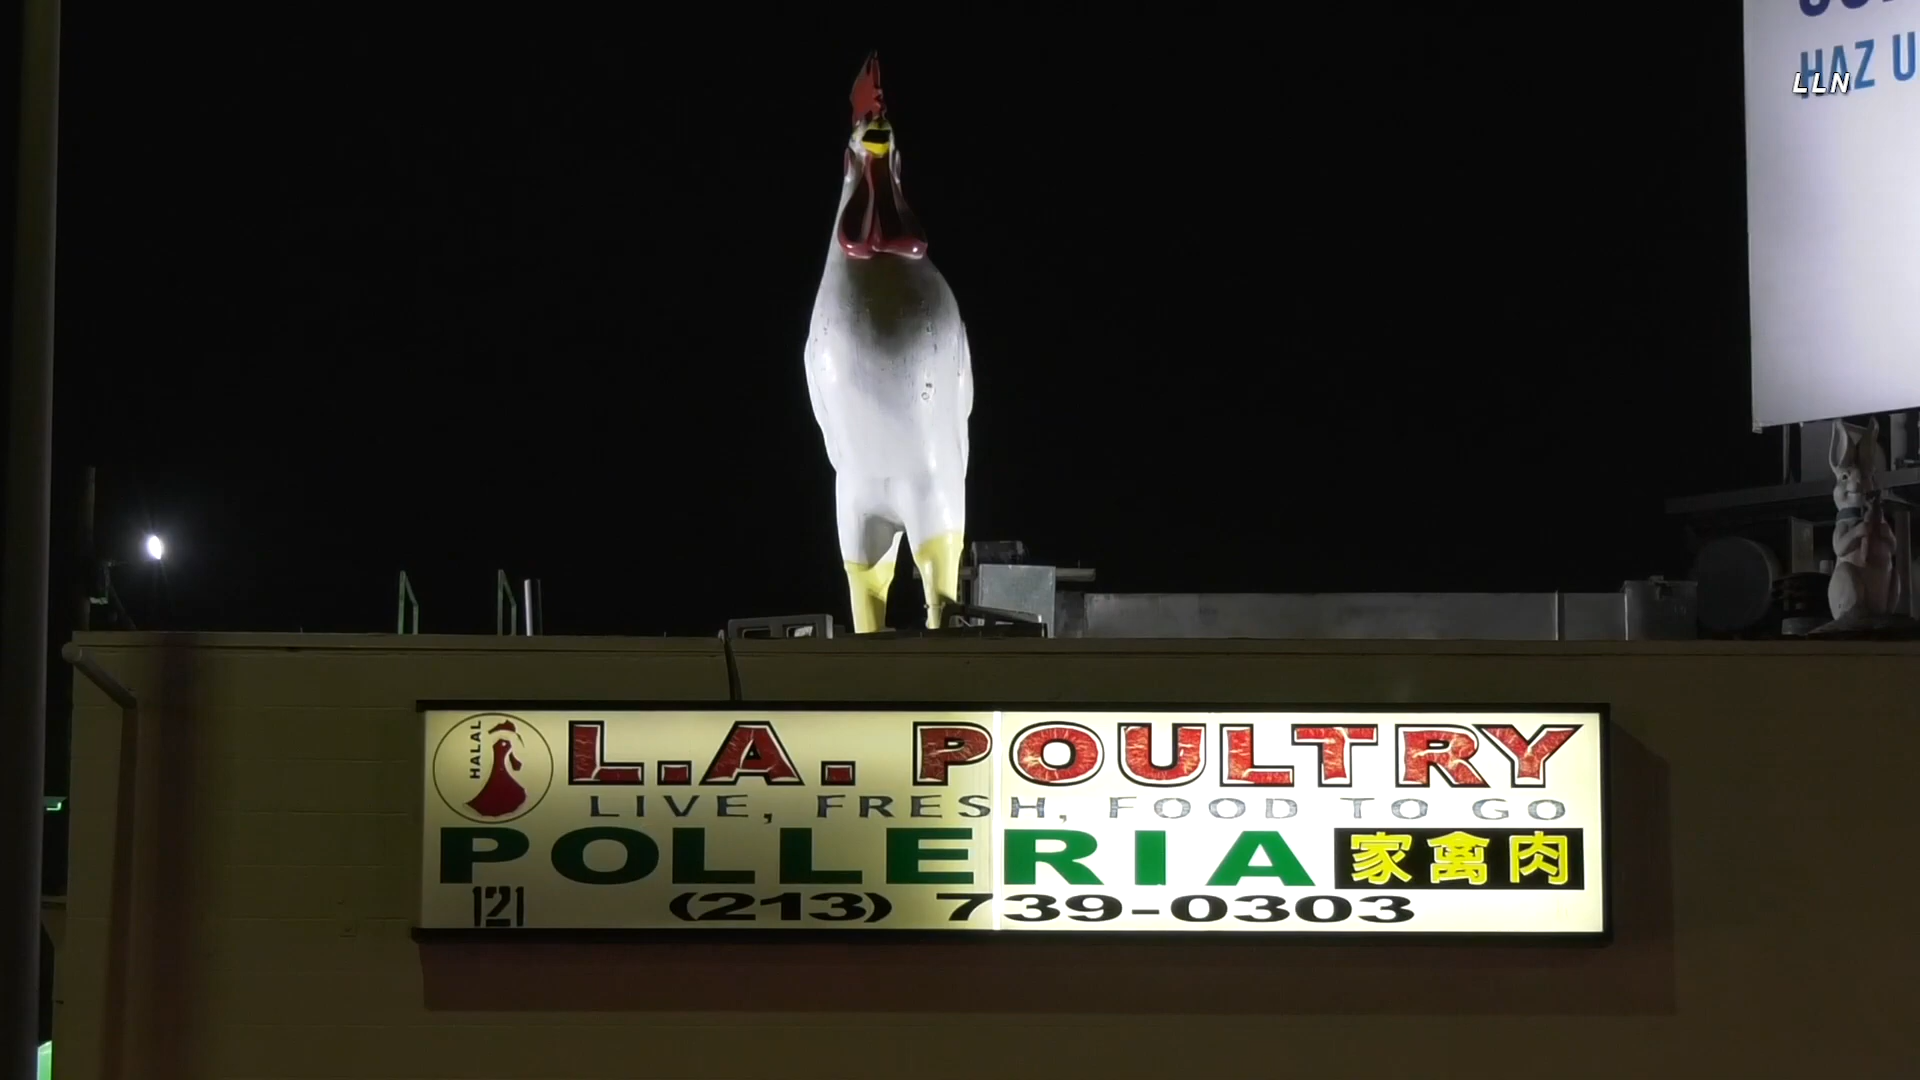 HAZ U
LLN
HALAL
L.A. POULTRY
LIVE, FRESH, FOOD TO GO
POLLERIA 家禽肉
121 (213) 739-0303